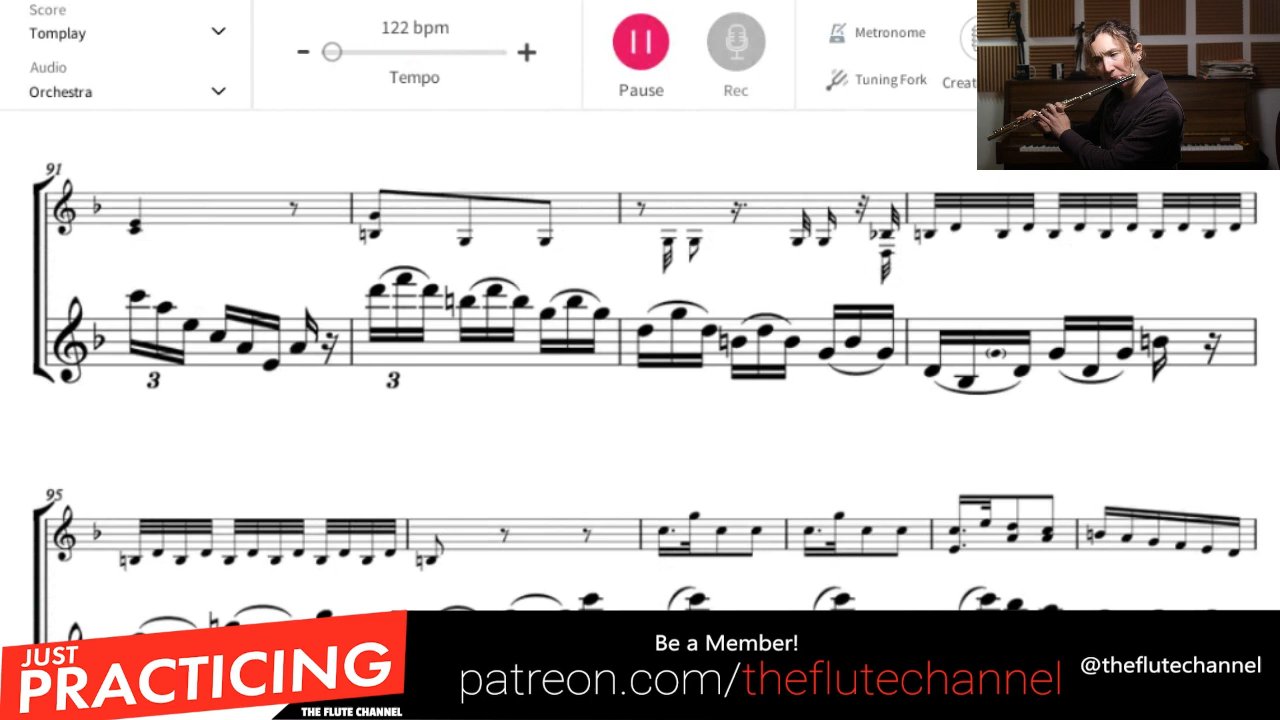 Score
Tomplay
Audio
Orchestra
122 bpm
Tempo
Pause
Rec
Metronome
Tuning Fork
Creat
91
3
3
95
JUST
PRACTICING
THE FLUTE CHANNEL
Be a Member!
patreon.com/theflutechannel
@theflutechannel